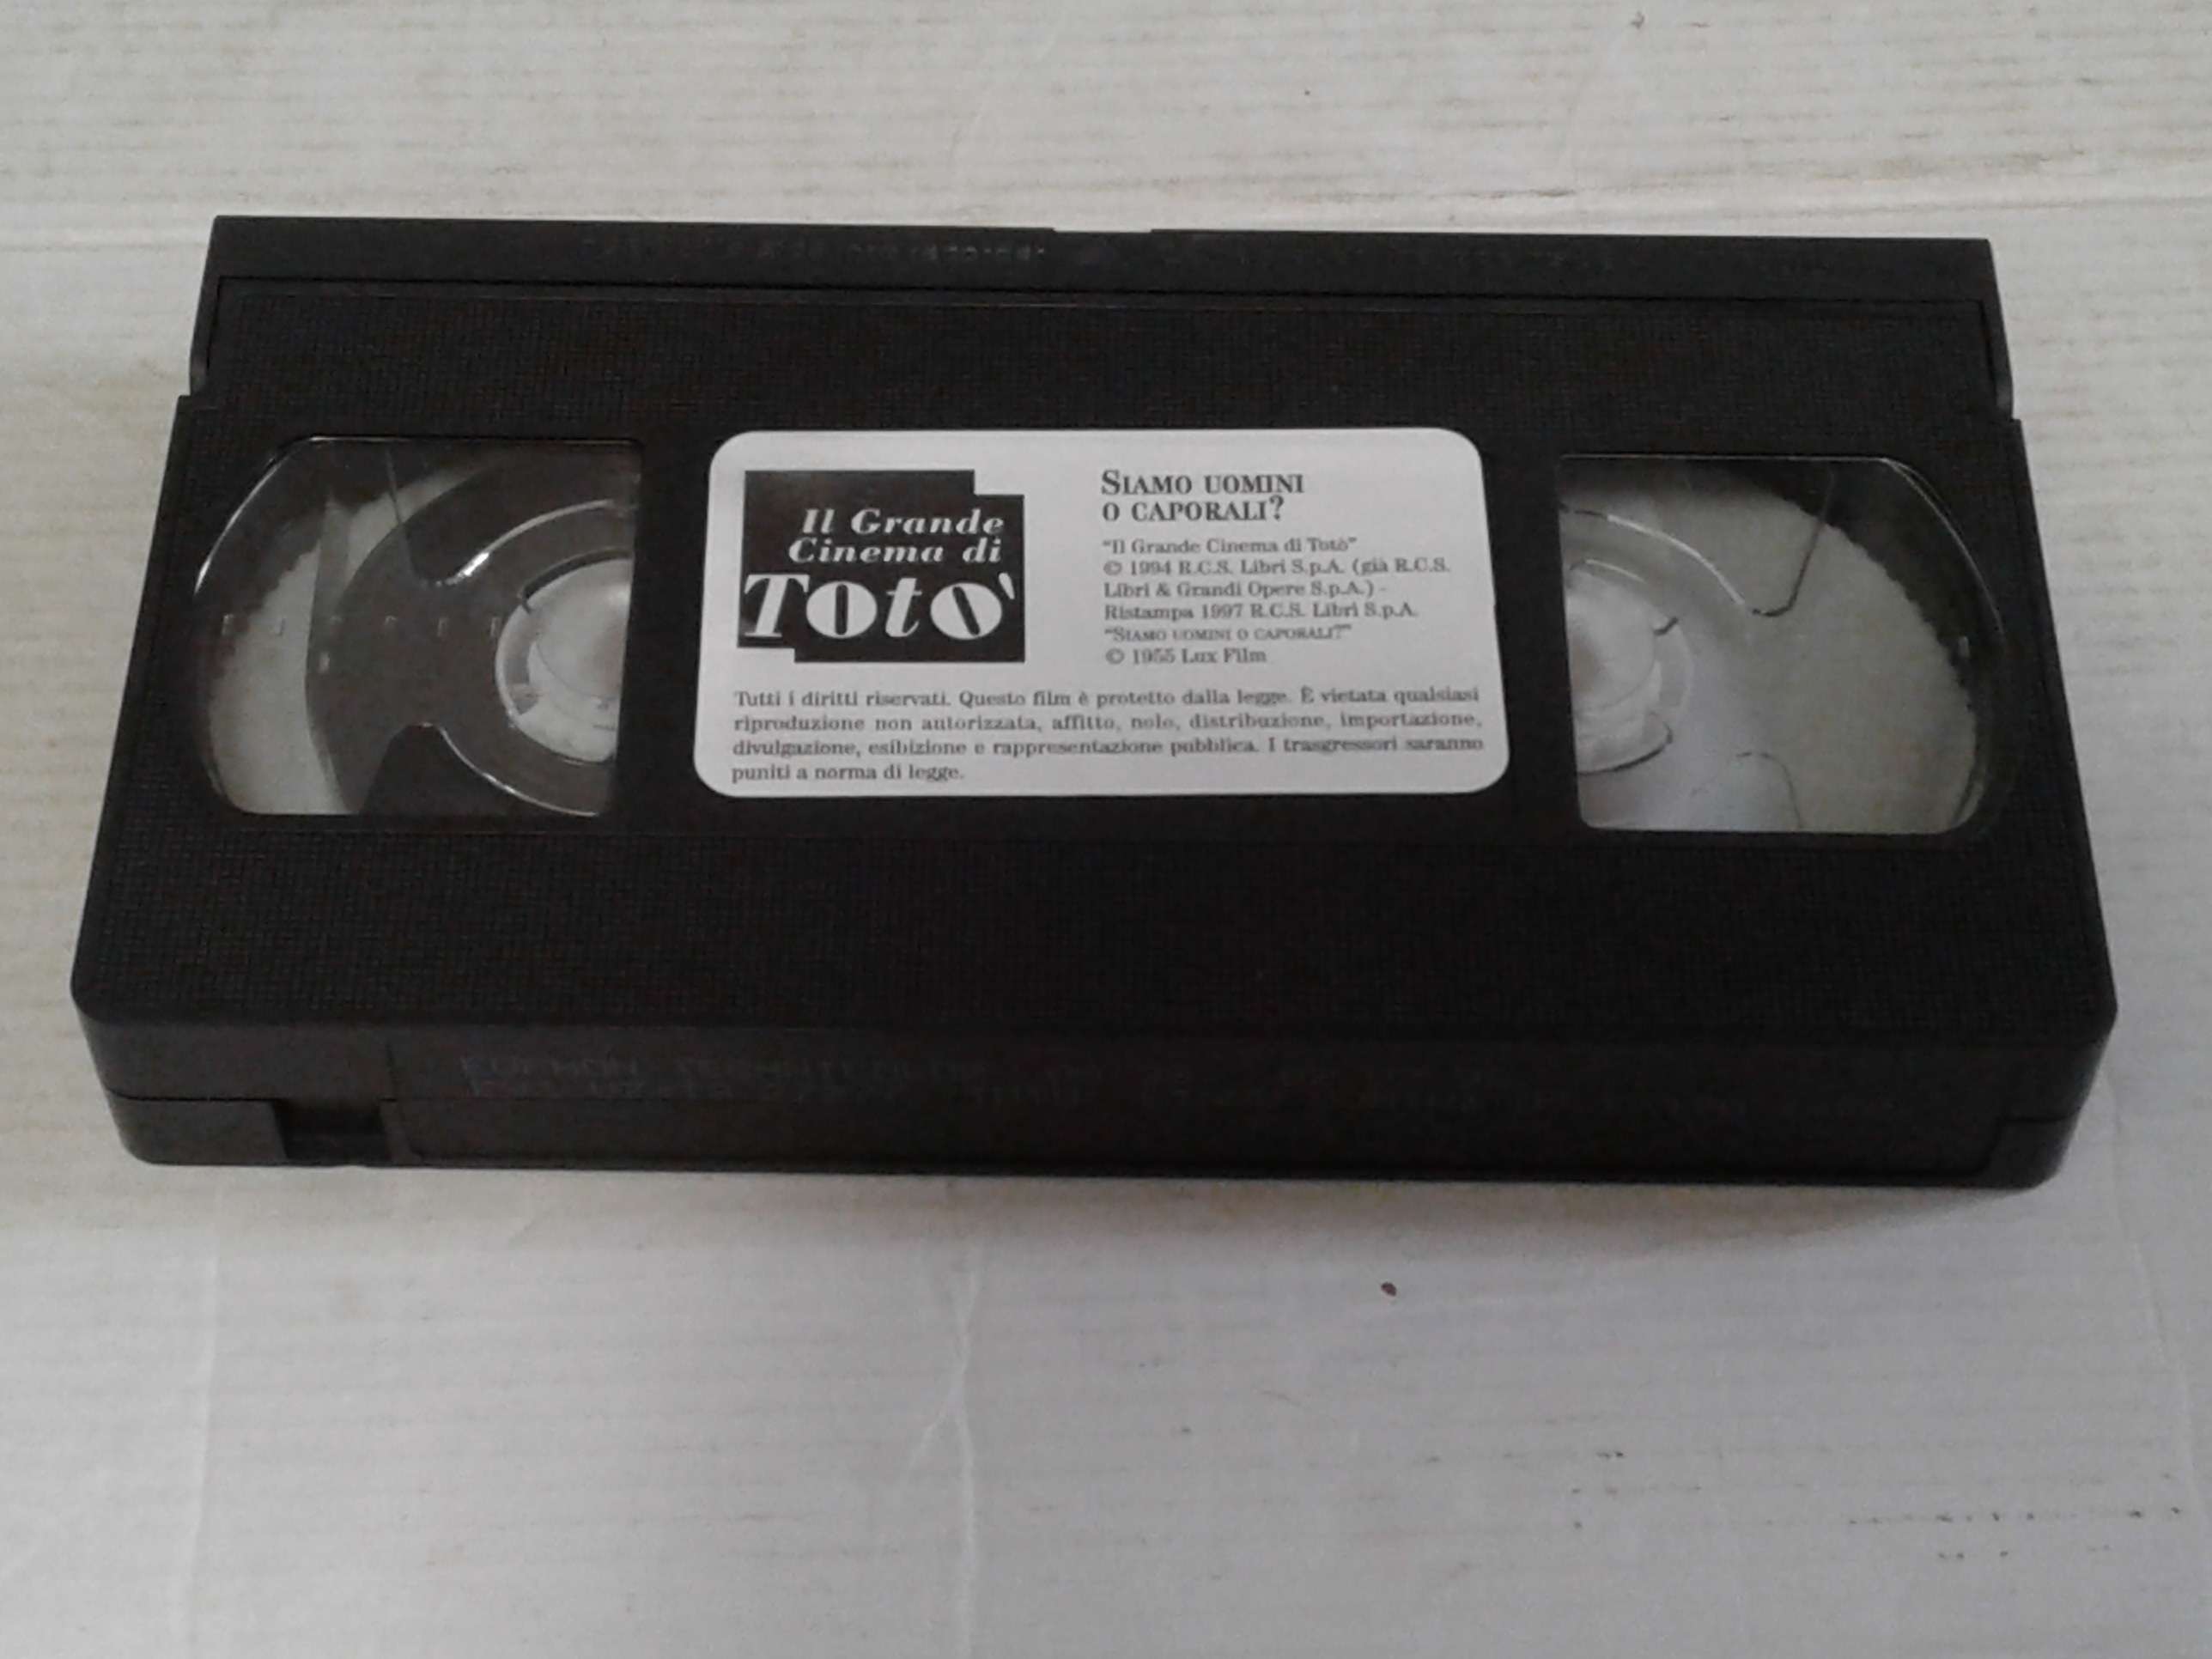 Il Grande
Cinema di
Totò
SIAMO UOMINI
O CAPORALI?
"Il Grande Cinema di Totò"
© 1994 R.C.S. Libri S.p.A. (già R.C.S.
Libri & Grandi Opere S.p.A.) -
Ristampa 1997 R.C.S. Libri S.p.A.
"SIAMO UOMINI O CAPORALI?"
© 1955 Lux Film
Tutti i diritti riservati. Questo film è protetto dalla legge. È vietata qualsiasi
riproduzione non autorizzata, affitto, nolo, distribuzione, importazione,
divulgazione, esibizione e rappresentazione pubblica. I trasgressori saranno
puniti a norma di legge.